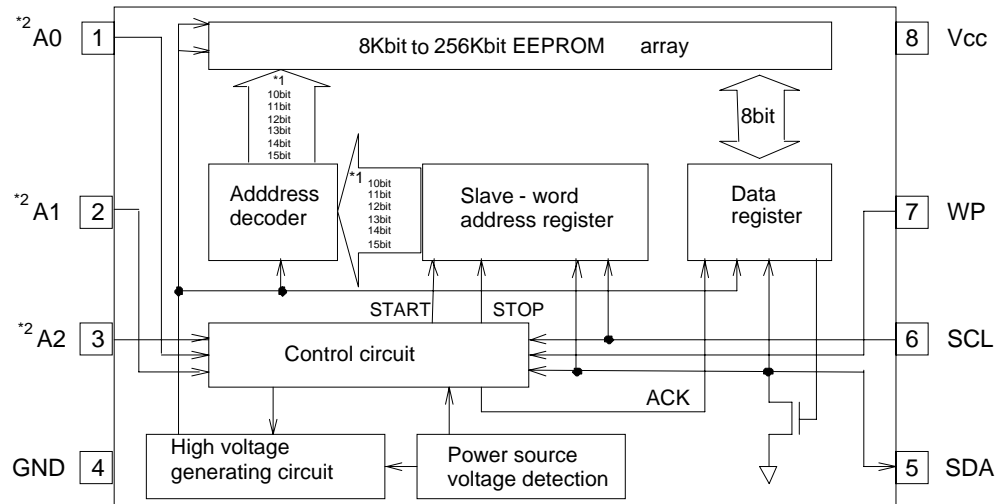 *2 A0 1
8Kbit to 256Kbit EEPROM array
8 Vcc
*1
10bit
11bit
12bit
13bit
14bit
15bit
8bit
*2 A1 2
Adddress
decoder
*1
10bit
11bit
12bit
13bit
14bit
15bit
Slave - word
address register
Data
register
7 WP
START STOP
*2 A2 3
Control circuit
6 SCL
ACK
GND 4
High voltage
generating circuit
Power source
voltage detection
5 SDA